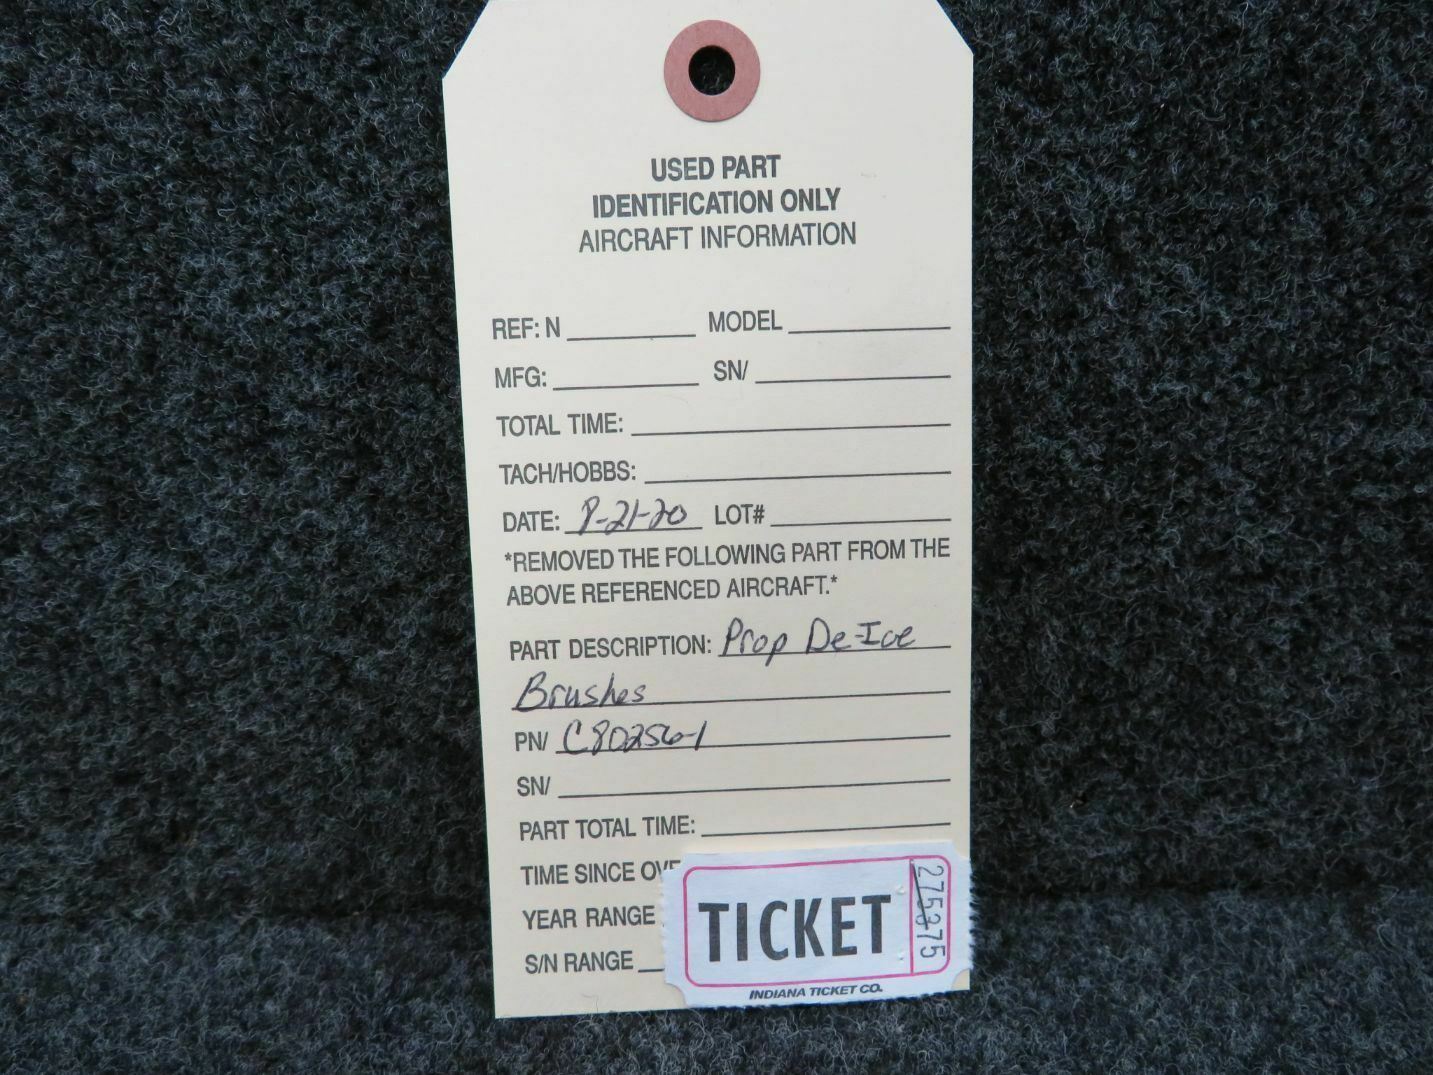 USED PART
IDENTIFICATION ONLY
AIRCRAFT INFORMATION
REF: N MODEL
MFG: SN/
TOTAL TIME:
TACH/HOBBS:
DATE: 8-21-20 LOT#
*REMOVED THE FOLLOWING PART FROM THE
ABOVE REFERENCED AIRCRAFT.*
PART DESCRIPTION: Prop De-Ice
Brushes
PN/ C80256-1
SN/
PART TOTAL TIME:
TIME SINCE OVE
YEAR RANGE
S/N RANGE
TICKET
275375
INDIANA TICKET CO.